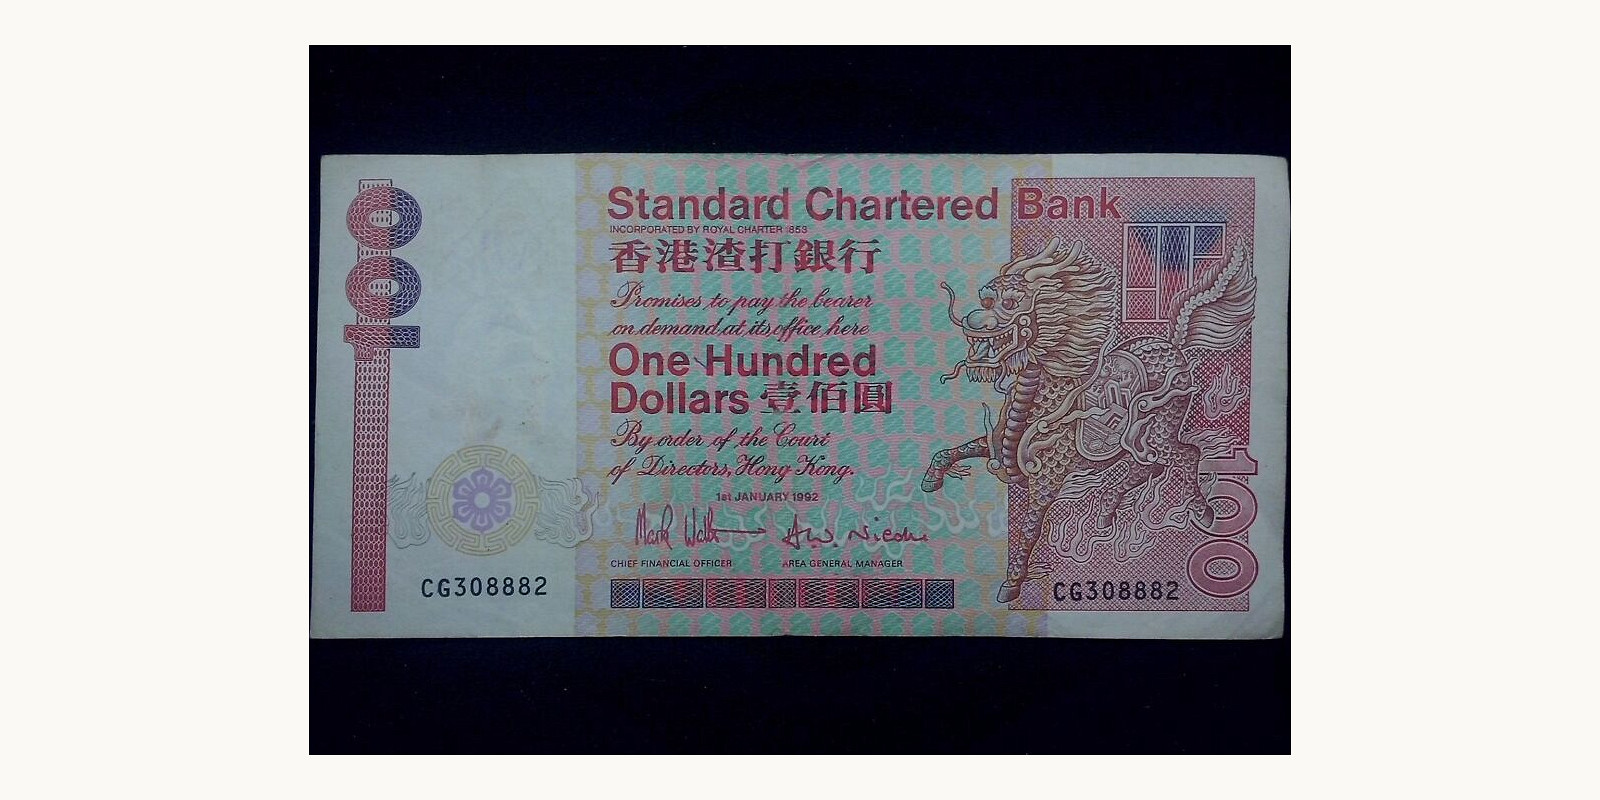 100
Standard Chartered Bank
INCORPORATED BY ROYAL CHARTER 1853
香港渣打銀行
Promises to pay the bearer
on demand at its office here
One Hundred
Dollars 壹佰圓
By order of the Court
of Directors, Hong Kong.
1st JANUARY 1992
CHIEF FINANCIAL OFFICER AREA GENERAL MANAGER
CG308882
CG308882
100